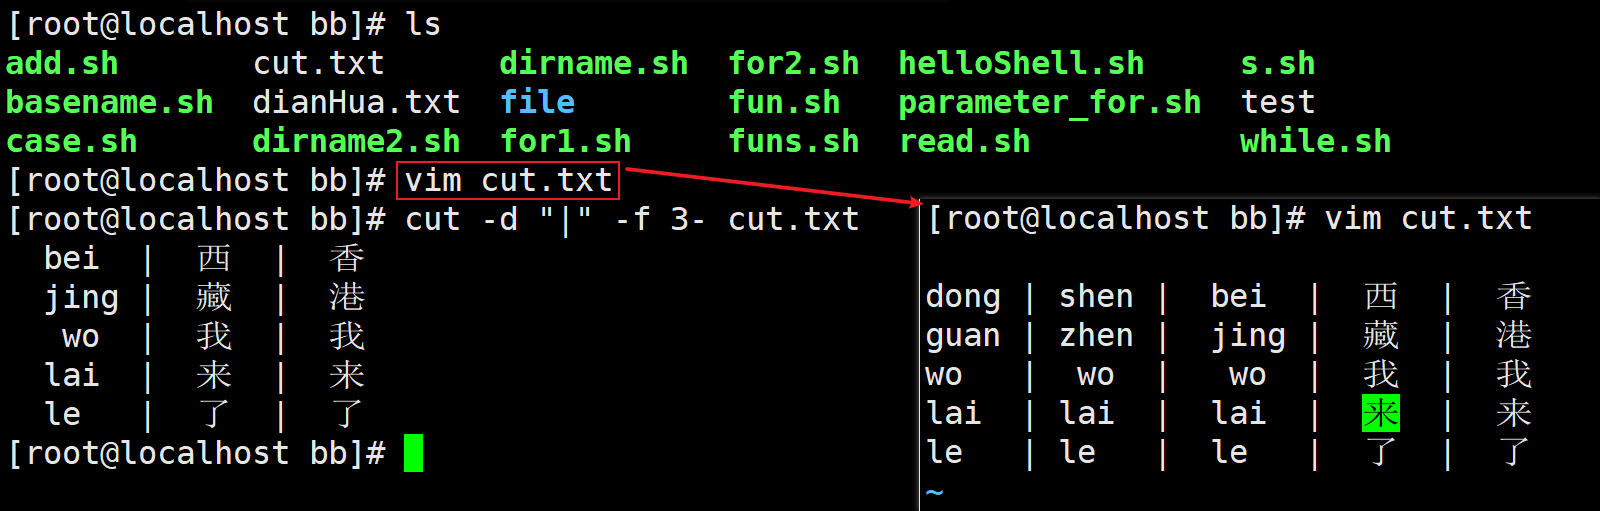 [root@localhost bb]# ls
add.sh cut.txt dirname.sh for2.sh helloShell.sh s.sh
basename.sh dianHua.txt file fun.sh parameter_for.sh test
case.sh dirname2.sh for1.sh funs.sh read.sh while.sh
[root@localhost bb]# vim cut.txt
[root@localhost bb]# cut -d "|" -f 3- cut.txt
bei | 西 | 香
jing | 藏 | 港
wo | 我 | 我
lai | 来 | 来
le | 了 | 了
[root@localhost bb]#
[root@localhost bb]# vim cut.txt
dong | shen | bei | 西 | 香
guan | zhen | jing | 藏 | 港
wo | wo | wo | 我 | 我
lai | lai | lai | 来 | 来
le | le | le | 了 | 了
~